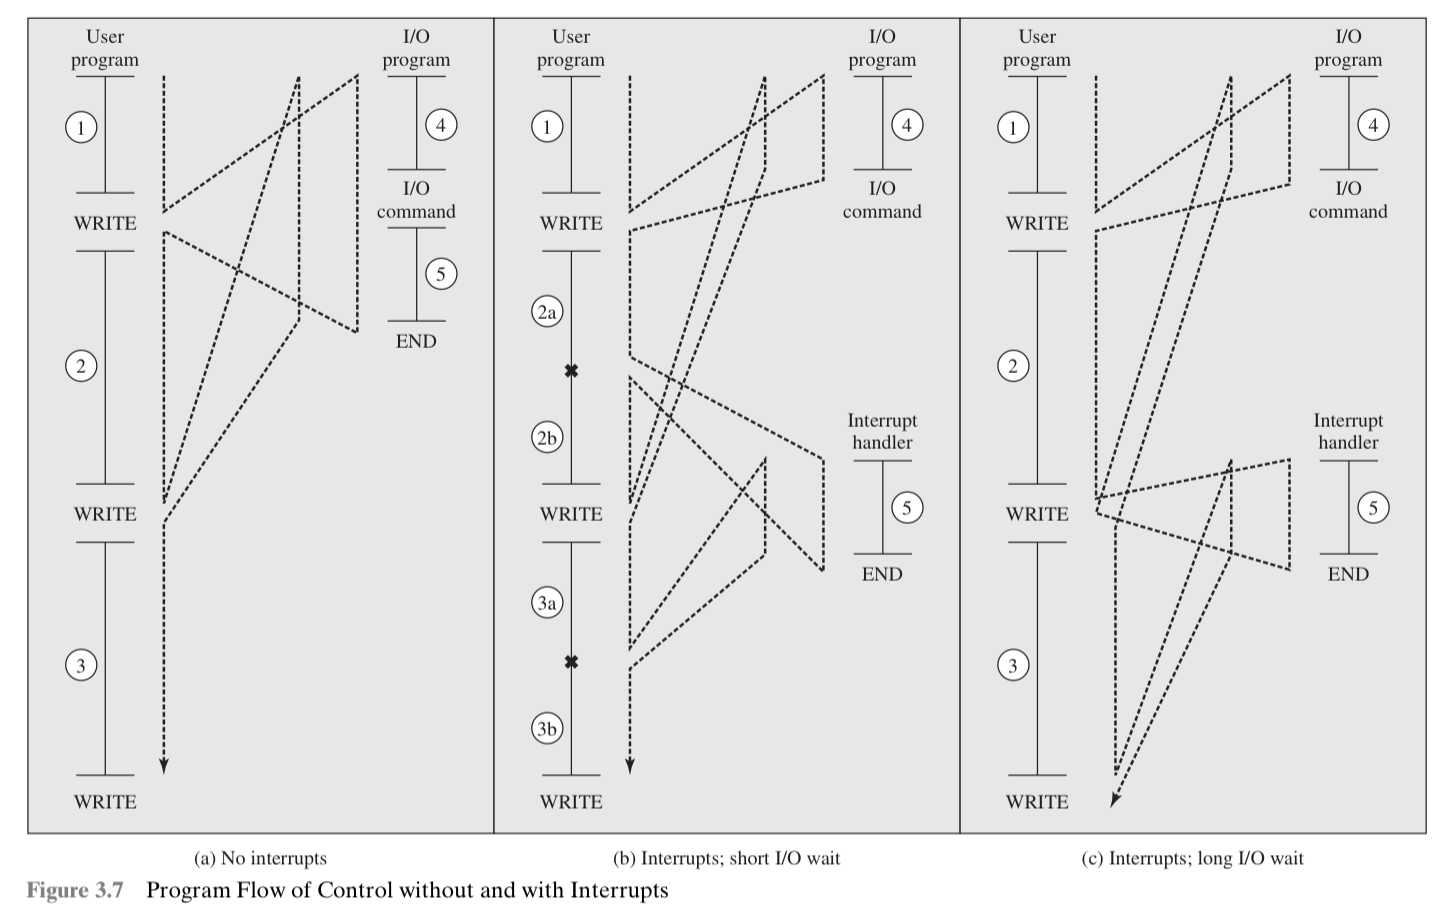 User
program
I/O
program
1
4
I/O
command
WRITE
5
END
2
WRITE
3
WRITE
User
program
I/O
program
1
4
I/O
command
WRITE
2a
2b
Interrupt
handler
WRITE
5
END
3a
3b
WRITE
User
program
I/O
program
1
4
I/O
command
WRITE
2
Interrupt
handler
WRITE
5
END
3
WRITE
(a) No interrupts
(b) Interrupts; short I/O wait
(c) Interrupts; long I/O wait
Figure 3.7 Program Flow of Control without and with Interrupts